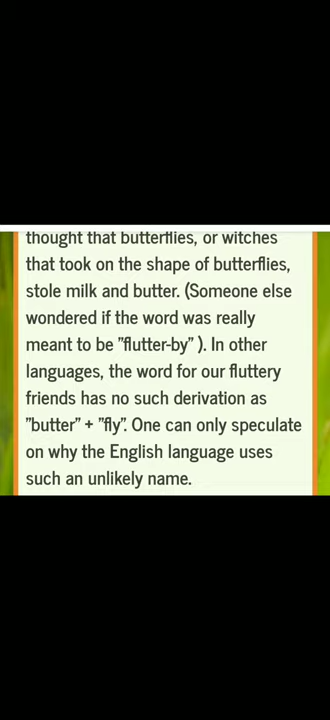 thought that butterflies, or witches
that took on the shape of butterflies,
stole milk and butter. (Someone else
wondered if the word was really
meant to be "flutter-by" ). In other
languages, the word for our fluttery
friends has no such derivation as
"butter" + "fly". One can only speculate
on why the English language uses
such an unlikely name.